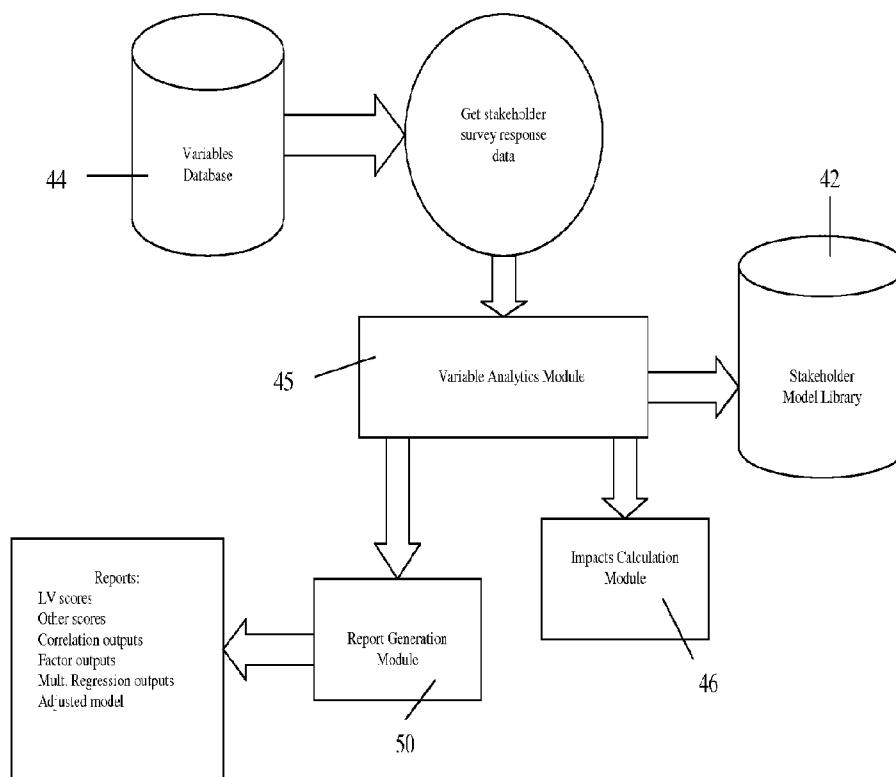 Get stakeholder
survey response
data
Variables
Database
44
42
45
Variable Analytics Module
Stakeholder
Model Library
Impacts Calculation
Module
46
Reports:
LV scores
Other scores
Correlation outputs
Factor outputs
Mult. Regression outputs
Adjusted model
Report Generation
Module
50